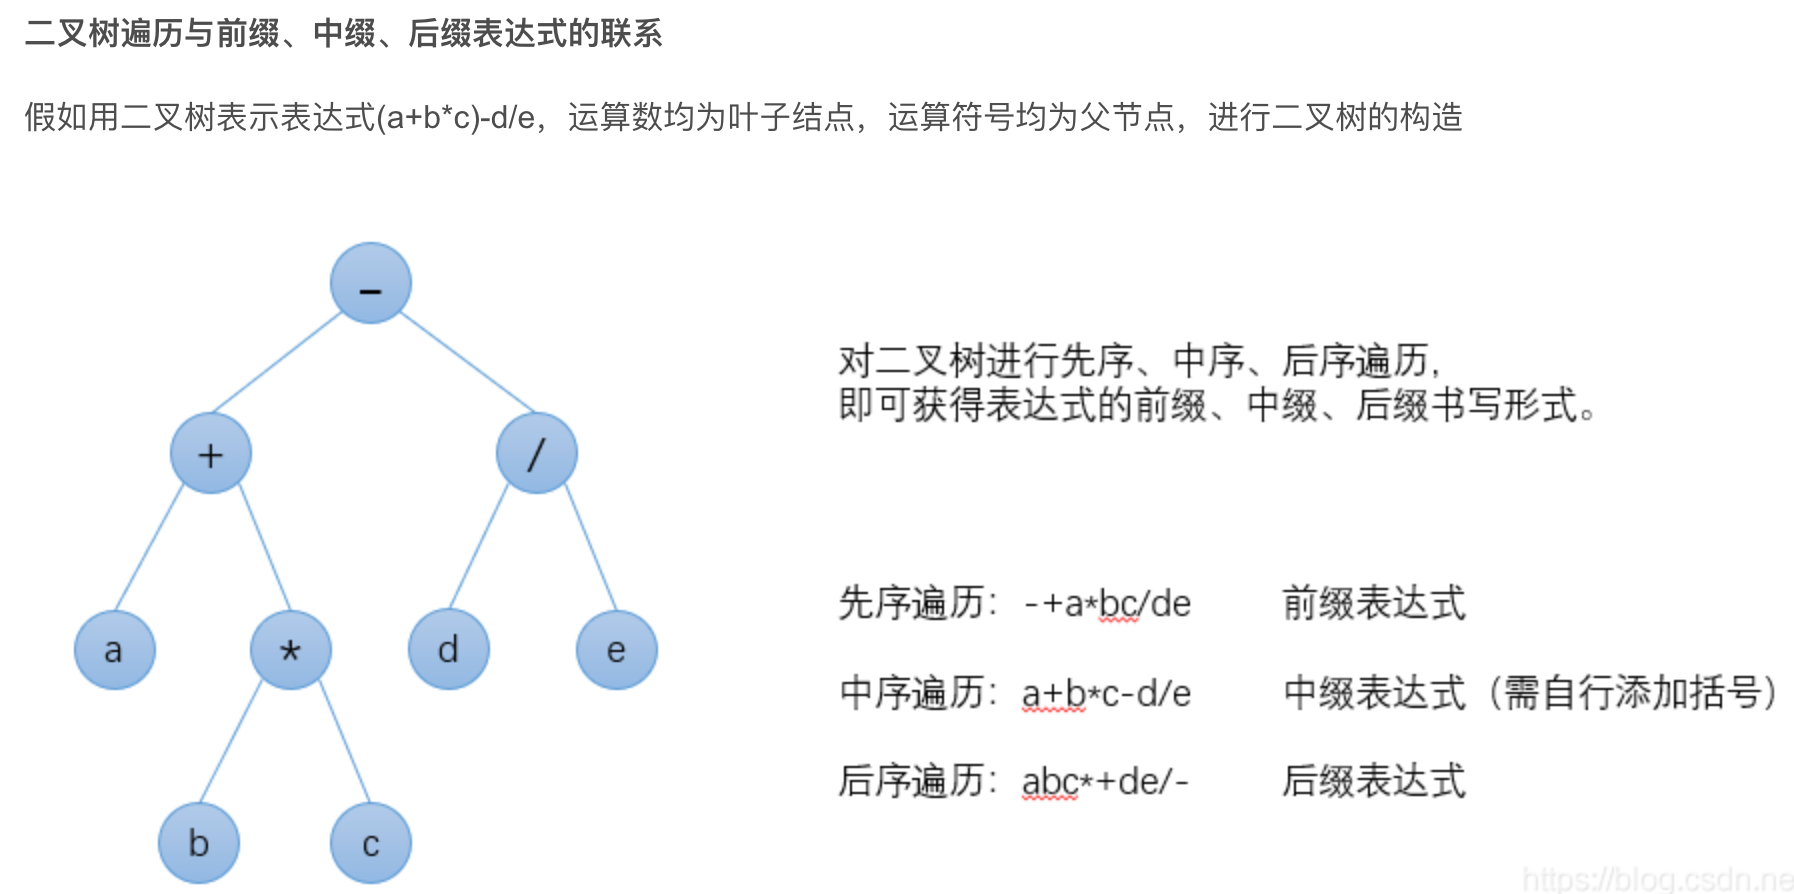 二叉树遍历与前缀、中缀、后缀表达式的联系
假如用二叉树表示表达式(a+b*c)-d/e，运算数均为叶子结点，运算符号均为父节点，进行二叉树的构造
-
+
/
对二叉树进行先序、中序、后序遍历，
即可获得表达式的前缀、中缀、后缀书写形式。
a
*
d
e
b
c
先序遍历：-+a*bc/de 前缀表达式
中序遍历：a+b*c-d/e 中缀表达式（需自行添加括号）
后序遍历：abc*+de/- 后缀表达式
https://blog.csdn.ne